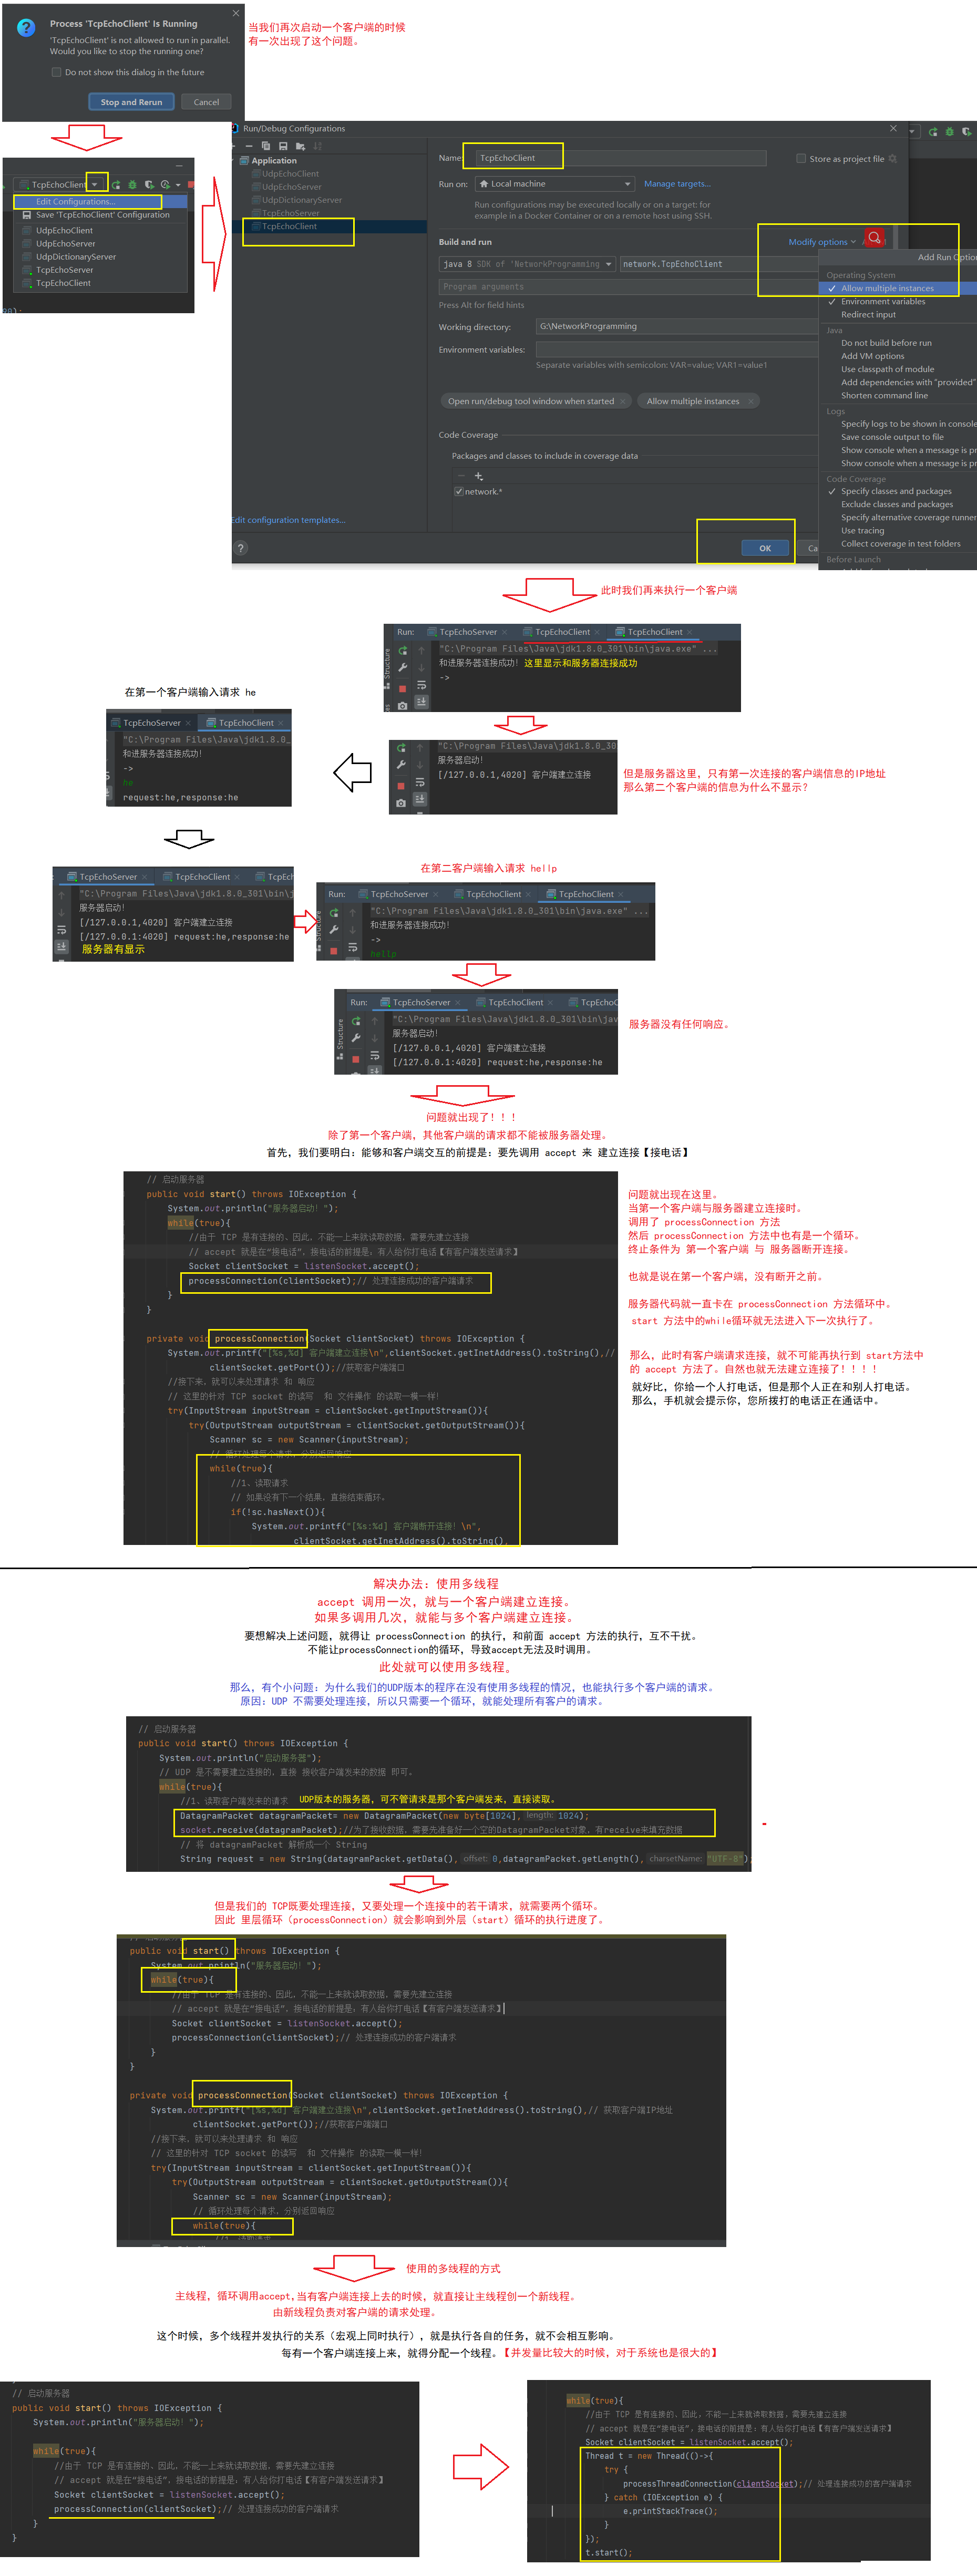 Process 'TcpEchoClient' Is Running
'TcpEchoClient' is not allowed to run in parallel.
Would you like to stop the running one?
Do not show this dialog in the future
Stop and Rerun
Cancel
当我们再次启动一个客户端的时候
有一次出现了这个问题。
TcpEchoClient
Edit Configurations...
Save 'TcpEchoClient' Configuration
UdpEchoClient
UdpEchoServer
UdpDictionaryServer
TcpEchoServer
TcpEchoClient
Run/Debug Configurations
Application
UdpEchoClient
UdpEchoServer
UdpDictionaryServer
TcpEchoServer
TcpEchoClient
Edit configuration templates...
Name:
TcpEchoClient
Store as project file
Run on:
Local machine
Manage targets...
Run configurations may be executed locally or on a target: for
example in a Docker Container or on a remote host using SSH.
Build and run
Modify options
java 8 SDK of 'NetworkProgramming
network.TcpEchoClient
Program arguments
Press Alt for field hints
Working directory:
G:\NetworkProgramming
Environment variables:
Separate variables with semicolon: VAR=value; VAR1=value1
Open run/debug tool window when started
Allow multiple instances
Code Coverage
Packages and classes to include in coverage data
network.*
OK
Add Run Optio
Operating System
Allow multiple instances
Environment variables
Redirect input
Java
Do not build before run
Add VM options
Use classpath of module
Add dependencies with "provided"
Shorten command line
Logs
Specify logs to be shown in console
Save console output to file
Show console when a message is pr
Show console when a message is pr
Code Coverage
Specify classes and packages
Exclude classes and packages
Specify alternative coverage runner
Use tracing
Collect coverage in test folders
Before Launch
此时我们再来执行一个客户端
Run:
TcpEchoServer
TcpEchoClient
TcpEchoClient
"C:\Program Files\Java\jdk1.8.0_301\bin\java.exe" ...
和进服务器连接成功! 这里显示和服务器连接成功
->
在第一个客户端输入请求 he
TcpEchoServer
TcpEchoClient
"C:\Program Files\Java\jdk1.8.0_
和进服务器连接成功!
->
he
request:he,response:he
"C:\Program Files\Java\jdk1.8.0_30
服务器启动!
[/127.0.0.1,4020] 客户端建立连接
但是服务器这里，只有第一次连接的客户端信息的IP地址
那么第二个客户端的信息为什么不显示?
TcpEchoServer
TcpEchoClient
"C:\Program Files\Java\jdk1.8.0_301\bin\j
服务器启动!
[/127.0.0.1,4020] 客户端建立连接
[/127.0.0.1:4020] request:he,response:he
服务器有显示
在第二客户端输入请求 hellp
Run:
TcpEchoServer
TcpEchoClient
TcpEchoClient
"C:\Program Files\Java\jdk1.8.0_301\bin\java.exe" ...
和进服务器连接成功!
->
hellp
Run:
TcpEchoServer
TcpEchoClient
TcpEchoC
Structure
"C:\Program Files\Java\jdk1.8.0_301\bin\jav
服务器启动!
[/127.0.0.1,4020] 客户端建立连接
[/127.0.0.1:4020] request:he,response:he
服务器没有任何响应。
问题就出现了！！！
除了第一个客户端，其他客户端的请求都不能被服务器处理。
首先，我们要明白：能够和客户端交互的前提是：要先调用 accept 来 建立连接【接电话】
// 启动服务器
public void start() throws IOException {
System.out.println("服务器启动! ");
while(true){
//由于 TCP 是有连接的、因此，不能一上来就读取数据，需要先建立连接
// accept 就是在“接电话”，接电话的前提是：有人给你打电话【有客户端发送请求】
Socket clientSocket = listenSocket.accept();
processConnection(clientSocket);// 处理连接成功的客户端请求
}
}
private void processConnection(Socket clientSocket) throws IOException {
System.out.printf("[%s,%d] 客户端建立连接\n",clientSocket.getInetAddress().toString(),//
clientSocket.getPort());//获取客户端端口
//接下来，就可以来处理请求 和 响应
// 这里的针对 TCP socket 的读写  和 文件操作 的读取一模一样!
try(InputStream inputStream = clientSocket.getInputStream()){
try(OutputStream outputStream = clientSocket.getOutputStream()){
Scanner sc = new Scanner(inputStream);
// 循环处理每个请求，分别返回响应
while(true){
//1、读取请求
// 如果没有下一个结果，直接结束循环。
if(!sc.hasNext()){
System.out.printf("[%s:%d] 客户端断开连接! \n",
clientSocket.getInetAddress().toString(),
问题就出现在这里。
当第一个客户端与服务器建立连接时。
调用了 processConnection 方法
然后 processConnection 方法中也有是一个循环。
终止条件为 第一个客户端 与 服务器断开连接。
也就是说在第一个客户端，没有断开之前。
服务器代码就一直卡在 processConnection 方法循环中。
start 方法中的while循环就无法进入下一次执行了。
那么，此时有客户端请求连接，就不可能再执行到 start方法中
的 accept 方法了。自然也就无法建立连接了！！！！
就好比，你给一个人打电话，但是那个人正在和别人打电话。
那么，手机就会提示你，您所拨打的电话正在通话中。
解决办法：使用多线程
accept 调用一次，就与一个客户端建立连接。
如果多调用几次，就能与多个客户端建立连接。
要想解决上述问题，就得让 processConnection 的执行，和前面 accept 方法的执行，互不干扰。
不能让processConnection的循环，导致accept无法及时调用。
此处就可以使用多线程。
那么，有个小问题：为什么我们的UDP版本的程序在没有使用多线程的情况，也能执行多个客户端的请求。
原因：UDP 不需要处理连接，所以只需要一个循环，就能处理所有客户的请求。
// 启动服务器
public void start() throws IOException {
System.out.println("启动服务器");
// UDP 是不需要建立连接的，直接 接收客户端发来的数据 即可。
while(true){
//1、读取客户端发来的请求 UDP版本的服务器，可不管请求是那个客户端发来，直接读取。
DatagramPacket datagramPacket= new DatagramPacket(new byte[1024], length: 1024);
socket.receive(datagramPacket);//为了接收数据，需要先准备好一个空的DatagramPacket对象，有receive来填充数据
// 将 datagramPacket 解析成一个 String
String request = new String(datagramPacket.getData(), offset: 0,datagramPacket.getLength(), charsetName: "UTF-8");
但是我们的 TCP既要处理连接，又要处理一个连接中的若干请求，就需要两个循环。
因此 里层循环（processConnection）就会影响到外层（start）循环的执行进度了。
public void start() throws IOException {
System.out.println("服务器启动! ");
while(true){
//由于 TCP 是有连接的、因此，不能一上来就读取数据，需要先建立连接
// accept 就是在“接电话”，接电话的前提是：有人给你打电话【有客户端发送请求】
Socket clientSocket = listenSocket.accept();
processConnection(clientSocket);// 处理连接成功的客户端请求
}
}
private void processConnection(Socket clientSocket) throws IOException {
System.out.printf("[%s,%d] 客户端建立连接\n",clientSocket.getInetAddress().toString(),// 获取客户端IP地址
clientSocket.getPort());//获取客户端端口
//接下来，就可以来处理请求 和 响应
// 这里的针对 TCP socket 的读写  和 文件操作 的读取一模一样!
try(InputStream inputStream = clientSocket.getInputStream()){
try(OutputStream outputStream = clientSocket.getOutputStream()){
Scanner sc = new Scanner(inputStream);
// 循环处理每个请求，分别返回响应
while(true){
使用的多线程的方式
主线程，循环调用accept,当有客户端连接上去的时候，就直接让主线程创一个新线程。
由新线程负责对客户端的请求处理。
这个时候，多个线程并发执行的关系（宏观上同时执行），就是执行各自的任务，就不会相互影响。
每有一个客户端连接上来，就得分配一个线程。【并发量比较大的时候，对于系统也是很大的】
// 启动服务器
public void start() throws IOException {
System.out.println("服务器启动! ");
while(true){
//由于 TCP 是有连接的、因此，不能一上来就读取数据，需要先建立连接
// accept 就是在“接电话”，接电话的前提是：有人给你打电话【有客户端发送请求】
Socket clientSocket = listenSocket.accept();
processConnection(clientSocket);// 处理连接成功的客户端请求
}
}
while(true){
//由于 TCP 是有连接的、因此，不能一上来就读取数据，需要先建立连接
// accept 就是在“接电话”，接电话的前提是：有人给你打电话【有客户端发送请求】
Socket clientSocket = listenSocket.accept();
Thread t = new Thread(()->{
try {
processThreadConnection(clientSocket);// 处理连接成功的客户端请求
} catch (IOException e) {
e.printStackTrace();
}
});
t.start();